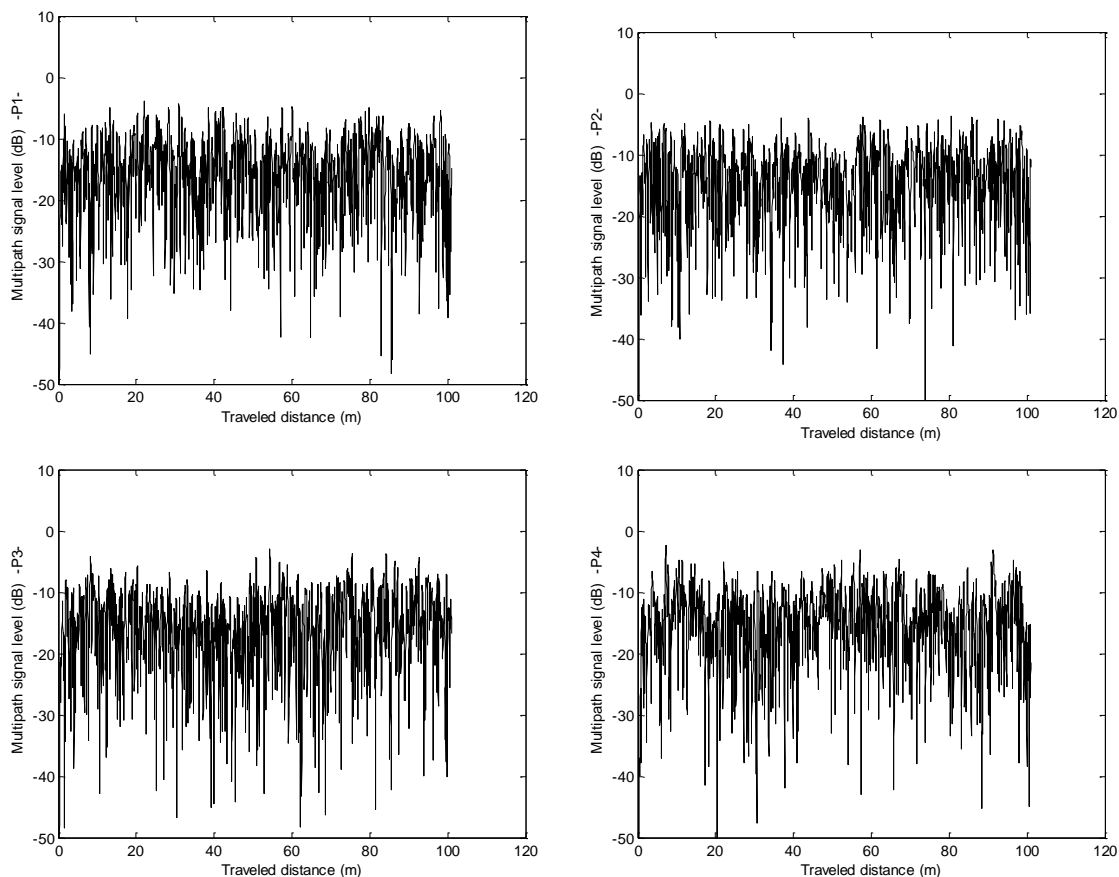 10
0
-10
-20
-30
-40
-50
Multipath signal level (dB) -P1-
0 20 40 60 80 100 120
Traveled distance (m)
10
0
-10
-20
-30
-40
-50
Multipath signal level (dB) -P2-
0 20 40 60 80 100 120
Traveled distance (m)
10
0
-10
-20
-30
-40
-50
Multipath signal level (dB) -P3-
0 20 40 60 80 100 120
Traveled distance (m)
10
0
-10
-20
-30
-40
-50
Multipath signal level (dB) -P4-
0 20 40 60 80 100 120
Traveled distance (m)